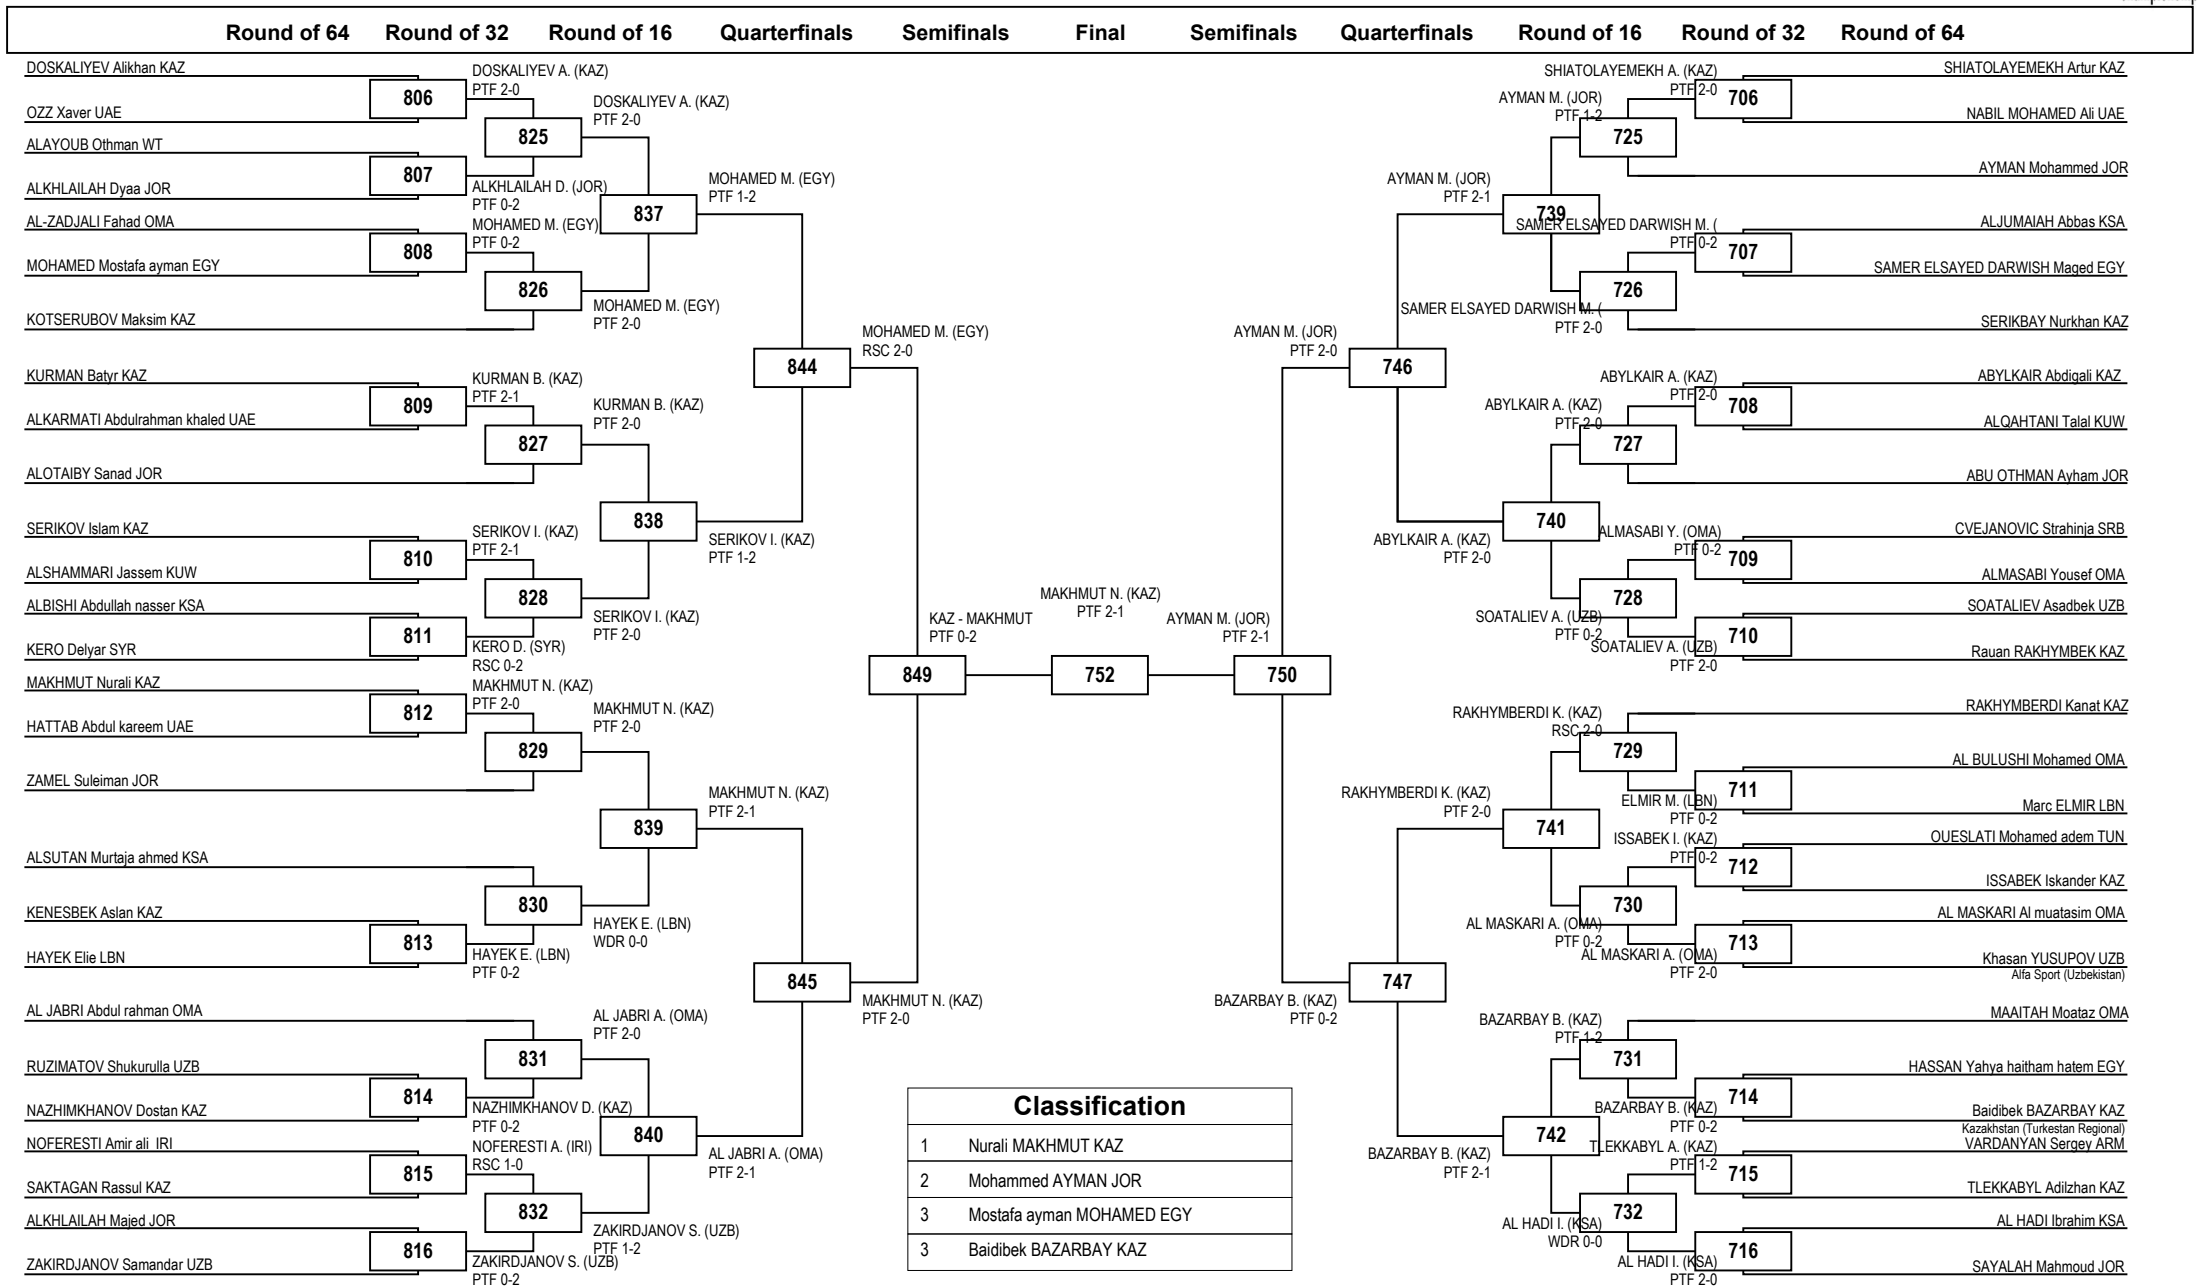 Round of 64 Round of 32 Round of 16 Quarterfinals Semifinals Final Semifinals Quarterfinals Round of 16 Round of 32 Round of 64
DOSKALIYEV Alikhan KAZ
OZZ Xaver UAE
ALAYOUB Othman WT
ALKHLAILAH Dyaa JOR
AL-ZADJALI Fahad OMA
MOHAMED Mostafa ayman EGY
KOTSERUBOV Maksim KAZ
KURMAN Batyr KAZ
ALKARMATI Abdulrahman khaled UAE
ALOTAIBY Sanad JOR
SERIKOV Islam KAZ
ALSHAMMARI Jassem KUW
ALBISHI Abdullah nasser KSA
KERO Delyar SYR
MAKHMUT Nurali KAZ
HATTAB Abdul kareem UAE
ZAMEL Suleiman JOR
ALSUTAN Murtaja ahmed KSA
KENESBEK Aslan KAZ
HAYEK Elie LBN
AL JABRI Abdul rahman OMA
RUZIMATOV Shukurulla UZB
NAZHIMKHANOV Dostan KAZ
NOFERESTI Amir ali IRI
SAKTAGAN Rassul KAZ
ALKHLAILAH Majed JOR
ZAKIRDJANOV Samandar UZB
806
807
808
809
810
811
812
813
814
815
816
DOSKALIYEV A. (KAZ)
PTF 2-0
ALKHLAILAH D. (JOR)
PTF 0-2
MOHAMED M. (EGY)
PTF 0-2
KURMAN B. (KAZ)
PTF 2-1
SERIKOV I. (KAZ)
PTF 2-1
KERO D. (SYR)
RSC 0-2
MAKHMUT N. (KAZ)
PTF 2-0
HAYEK E. (LBN)
PTF 0-2
NAZHIMKHANOV D. (KAZ)
PTF 0-2
NOFERESTI A. (IRI)
RSC 1-0
ZAKIRDJANOV S. (UZB)
PTF 0-2
825
826
827
828
829
830
831
832
DOSKALIYEV A. (KAZ)
PTF 2-0
MOHAMED M. (EGY)
PTF 2-0
KURMAN B. (KAZ)
PTF 2-0
SERIKOV I. (KAZ)
PTF 2-0
MAKHMUT N. (KAZ)
PTF 2-0
HAYEK E. (LBN)
WDR 0-0
AL JABRI A. (OMA)
PTF 2-0
ZAKIRDJANOV S. (UZB)
PTF 1-2
837
838
839
840
MOHAMED M. (EGY)
PTF 1-2
SERIKOV I. (KAZ)
PTF 1-2
MAKHMUT N. (KAZ)
PTF 2-1
AL JABRI A. (OMA)
PTF 2-1
844
845
MOHAMED M. (EGY)
RSC 2-0
MAKHMUT N. (KAZ)
PTF 2-0
849
KAZ - MAKHMUT
PTF 0-2
MAKHMUT N. (KAZ)
PTF 2-1
752
AYMAN M. (JOR)
PTF 2-1
750
AYMAN M. (JOR)
PTF 2-0
BAZARBAY B. (KAZ)
PTF 0-2
746
747
AYMAN M. (JOR)
PTF 2-1
ABYLKAIR A. (KAZ)
PTF 2-0
RAKHYMBERDI K. (KAZ)
PTF 2-0
BAZARBAY B. (KAZ)
PTF 2-1
739
740
741
742
AYMAN M. (JOR)
PTF 1-2
SAMER ELSAYED DARWISH M. (
PTF 2-0
ABYLKAIR A. (KAZ)
PTF 2-0
SOATALIEV A. (UZB)
PTF 0-2
RAKHYMBERDI K. (KAZ)
RSC 2-0
AL MASKARI A. (OMA)
PTF 0-2
BAZARBAY B. (KAZ)
PTF 1-2
AL HADI I. (KSA)
WDR 0-0
725
726
727
728
729
730
731
732
SHIATOLAYEMEKH A. (KAZ)
PTF 2-0
SAMER ELSAYED DARWISH M. (
PTF 0-2
ABYLKAIR A. (KAZ)
PTF 2-0
ALMASABI Y. (OMA)
PTF 0-2
SOATALIEV A. (UZB)
PTF 2-0
ELMIR M. (LBN)
PTF 0-2
ISSABEK I. (KAZ)
PTF 0-2
AL MASKARI A. (OMA)
PTF 2-0
BAZARBAY B. (KAZ)
PTF 0-2
TLEKKABYL A. (KAZ)
PTF 1-2
AL HADI I. (KSA)
PTF 2-0
706
707
708
709
710
711
712
713
714
715
716
SHIATOLAYEMEKH Artur KAZ
NABIL MOHAMED Ali UAE
AYMAN Mohammed JOR
ALJUMAIAH Abbas KSA
SAMER ELSAYED DARWISH Maged EGY
SERIKBAY Nurkhan KAZ
ABYLKAIR Abdigali KAZ
ALQAHTANI Talal KUW
ABU OTHMAN Ayham JOR
CVEJANOVIC Strahinja SRB
ALMASABI Yousef OMA
SOATALIEV Asadbek UZB
Rauan RAKHYMBEK KAZ
RAKHYMBERDI Kanat KAZ
AL BULUSHI Mohamed OMA
Marc ELMIR LBN
OUESLATI Mohamed adem TUN
ISSABEK Iskander KAZ
AL MASKARI Al muatasim OMA
Khasan YUSUPOV UZB
Alfa Sport (Uzbekistan)
MAAITAH Moataz OMA
HASSAN Yahya haitham hatem EGY
Baidibek BAZARBAY KAZ
Kazakhstan (Turkestan Regional)
VARDANYAN Sergey ARM
TLEKKABYL Adilzhan KAZ
AL HADI Ibrahim KSA
SAYALAH Mahmoud JOR
Classification
1 Nurali MAKHMUT KAZ
2 Mohammed AYMAN JOR
3 Mostafa ayman MOHAMED EGY
3 Baidibek BAZARBAY KAZ